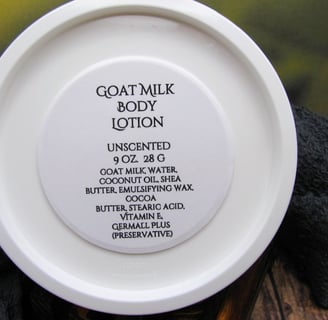 GOAT MILK
BODY
LOTION
UNSCENTED
9 OZ. 28 G
GOAT MILK, WATER,
COCONUT OIL, SHEA
BUTTER, EMULSIFYING WAX,
COCOA
BUTTER, STEARIC ACID,
VITAMIN E,
GERMALL PLUS
(PRESERVATIVE)